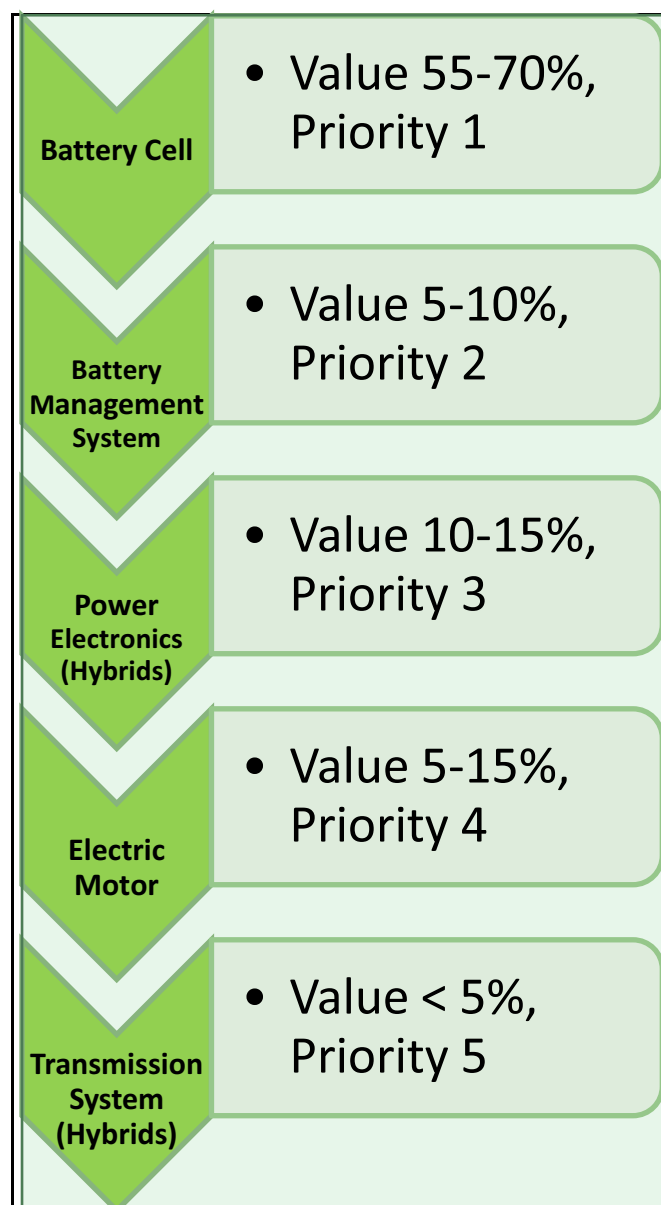 Battery Cell
• Value 55-70%,
Priority 1
Battery
Management
System
• Value 5-10%,
Priority 2
Power
Electronics
(Hybrids)
• Value 10-15%,
Priority 3
Electric
Motor
• Value 5-15%,
Priority 4
Transmission
System
(Hybrids)
• Value < 5%,
Priority 5